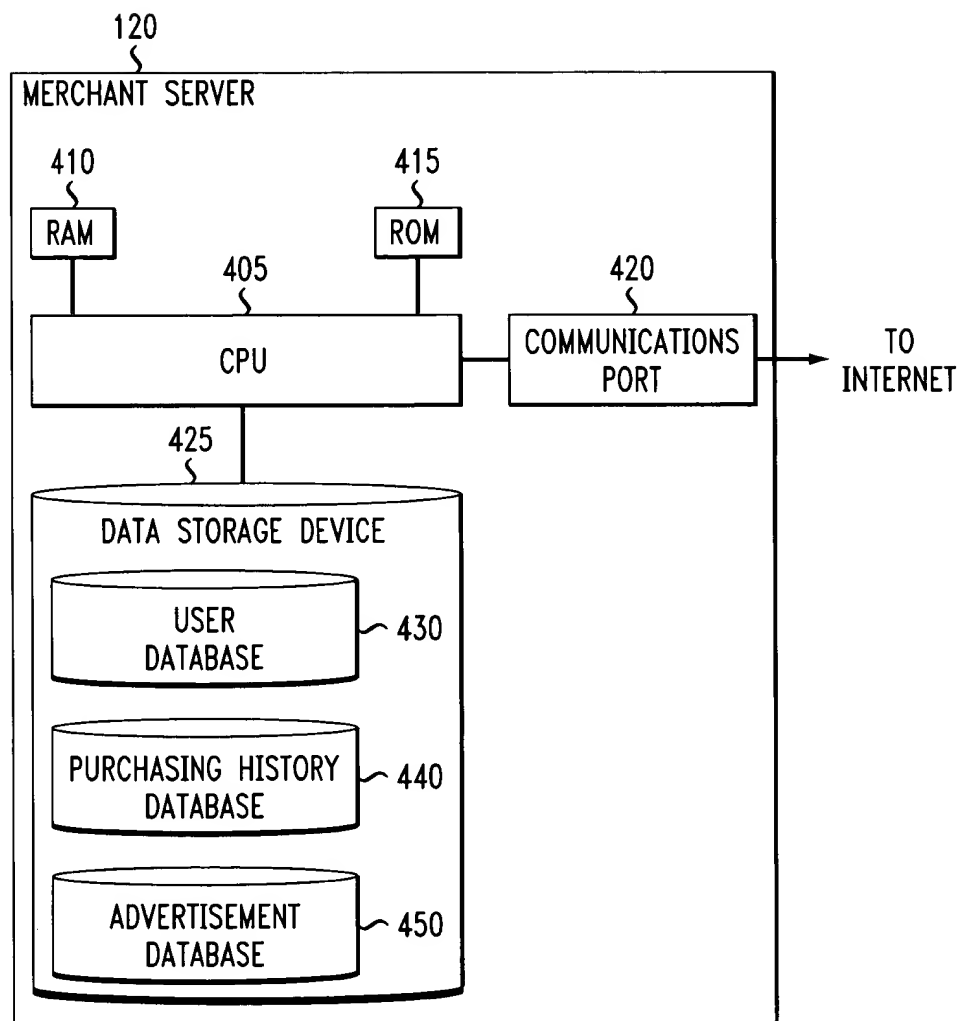 120
MERCHANT SERVER
410
RAM
415
ROM
405
CPU
420
COMMUNICATIONS
PORT
TO
INTERNET
425
DATA STORAGE DEVICE
USER
DATABASE
430
PURCHASING HISTORY
DATABASE
440
ADVERTISEMENT
DATABASE
450